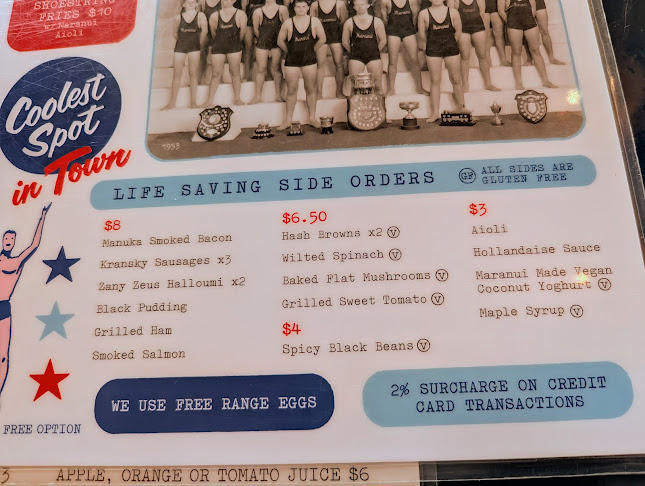 SHOESTRING
FRIES $10
w/Maranui
Aioli
Coolest
Spot
in Town
1953
LIFE SAVING SIDE ORDERS
GF ALL SIDES ARE
GLUTEN FREE
$8
Manuka Smoked Bacon
Kransky Sausages x3
Zany Zeus Halloumi x2
Black Pudding
Grilled Ham
Smoked Salmon
$6.50
Hash Browns x2 V
Wilted Spinach V
Baked Flat Mushrooms V
Grilled Sweet Tomato V
$4
Spicy Black Beans V
$3
Aioli
Hollandaise Sauce
Maranui Made Vegan
Coconut Yoghurt V
Maple Syrup V
WE USE FREE RANGE EGGS
2% SURCHARGE ON CREDIT
CARD TRANSACTIONS
FREE OPTION
3 APPLE, ORANGE OR TOMATO JUICE $6